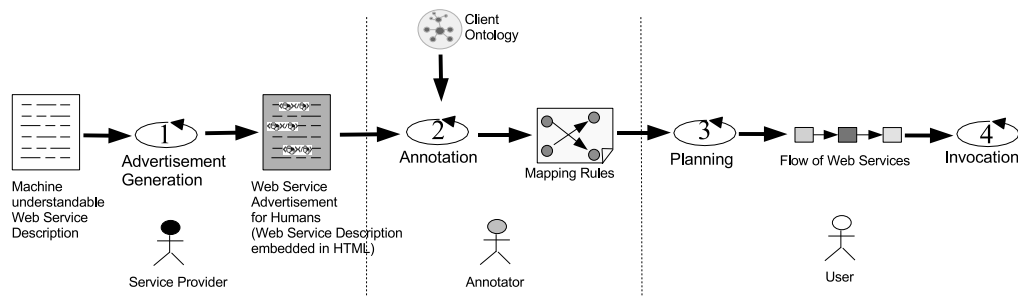 Client
Ontology
1
Advertisement
Generation
2
Annotation
3
Planning
4
Invocation
Mapping Rules
Flow of Web Services
Machine
understandable
Web Service
Description
Web Service
Advertisement
for Humans
(Web Service Description
embedded in HTML)
Service Provider
Annotator
User